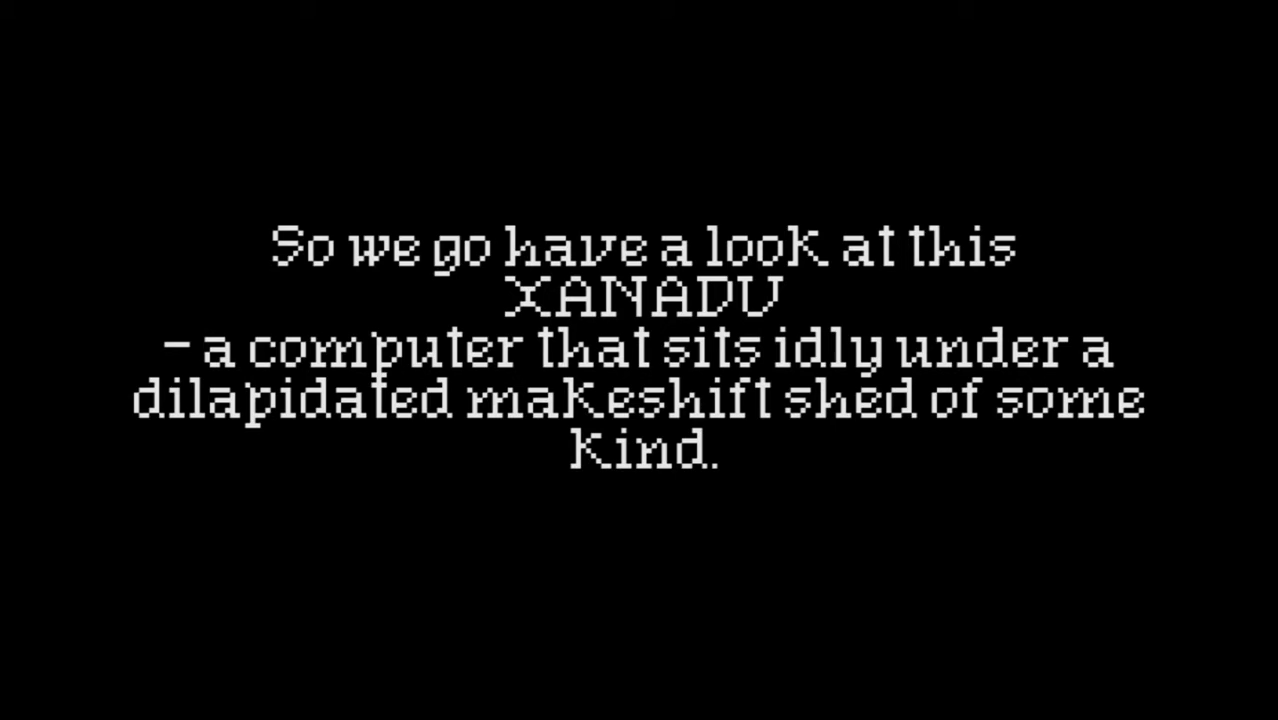 So we go have a look at this
XANADU
- a computer that sits idly under a
dilapidated makeshift shed of some
kind.